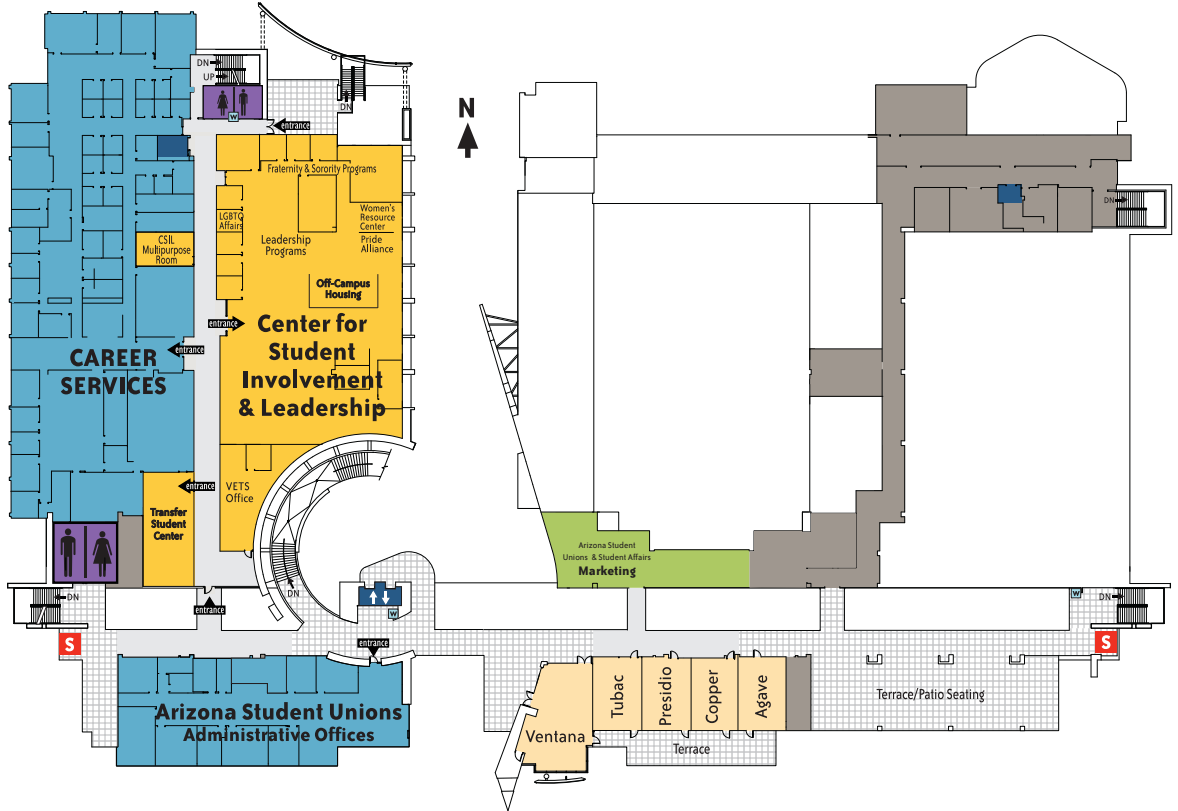 DN
UP
DN
W
entrance
N
Fraternity & Sorority Programs
LGBTQ
Affairs
Women's
Resource
Center
Pride
Alliance
Leadership
Programs
CSIL
Multipurpose
Room
Off-Campus
Housing
DN
entrance
Center for
Student
Involvement
& Leadership
entrance
CAREER
SERVICES
entrance
VETS
Office
Transfer
Student
Center
Arizona Student
Unions & Student Affairs
Marketing
DN
entrance
DN
W
W
DN
S
entrance
S
Arizona Student Unions
Administrative Offices
Ventana
Tubac
Presidio
Copper
Agave
Terrace
Terrace/Patio Seating